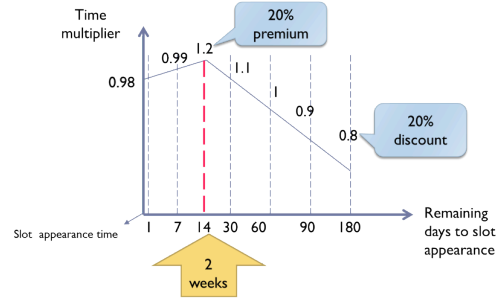 Time
multiplier
20%
premium
0.98
0.99
1.2
1.1
1
0.9
0.8
20%
discount
1 7 14 30 60 90 180
Remaining
days to slot
appearance
Slot appearance time
2
weeks